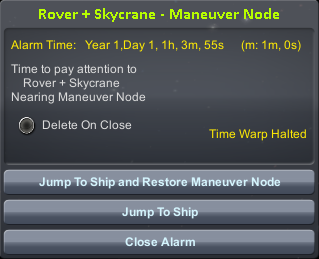 Rover + Skycrane - Maneuver Node
Alarm Time: Year 1,Day 1, 1h, 3m, 55s (m: 1m, 0s)
Time to pay attention to
Rover + Skycrane
Nearing Maneuver Node
Delete On Close
Time Warp Halted
Jump To Ship and Restore Maneuver Node
Jump To Ship
Close Alarm